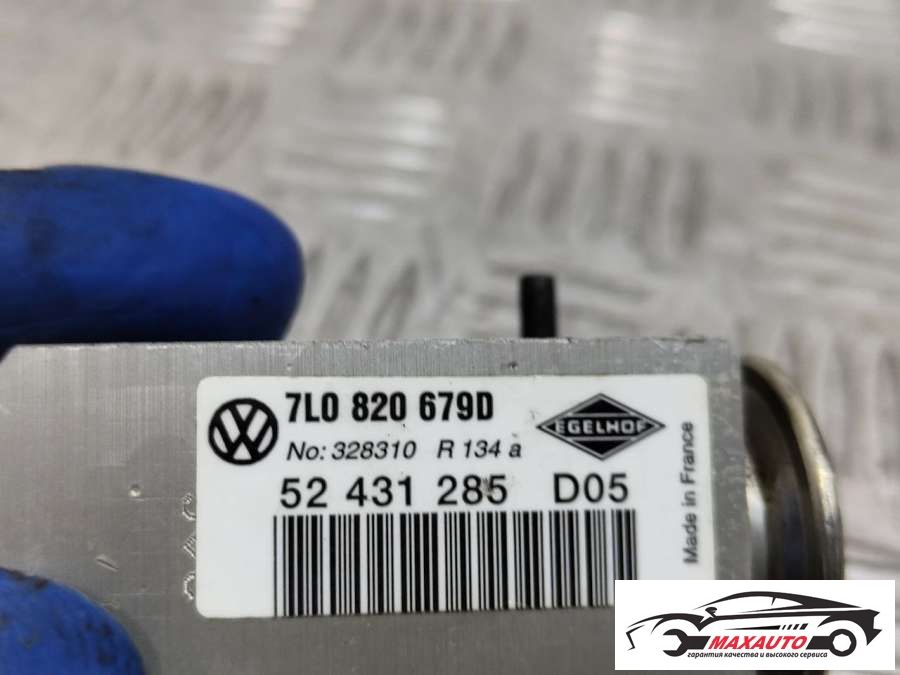 7L0 820 679D
EGELHOF
No: 328310 R 134 a
52 431 285 D05
Made in France
MAXAUTO
гарантия качества и высокого сервиса